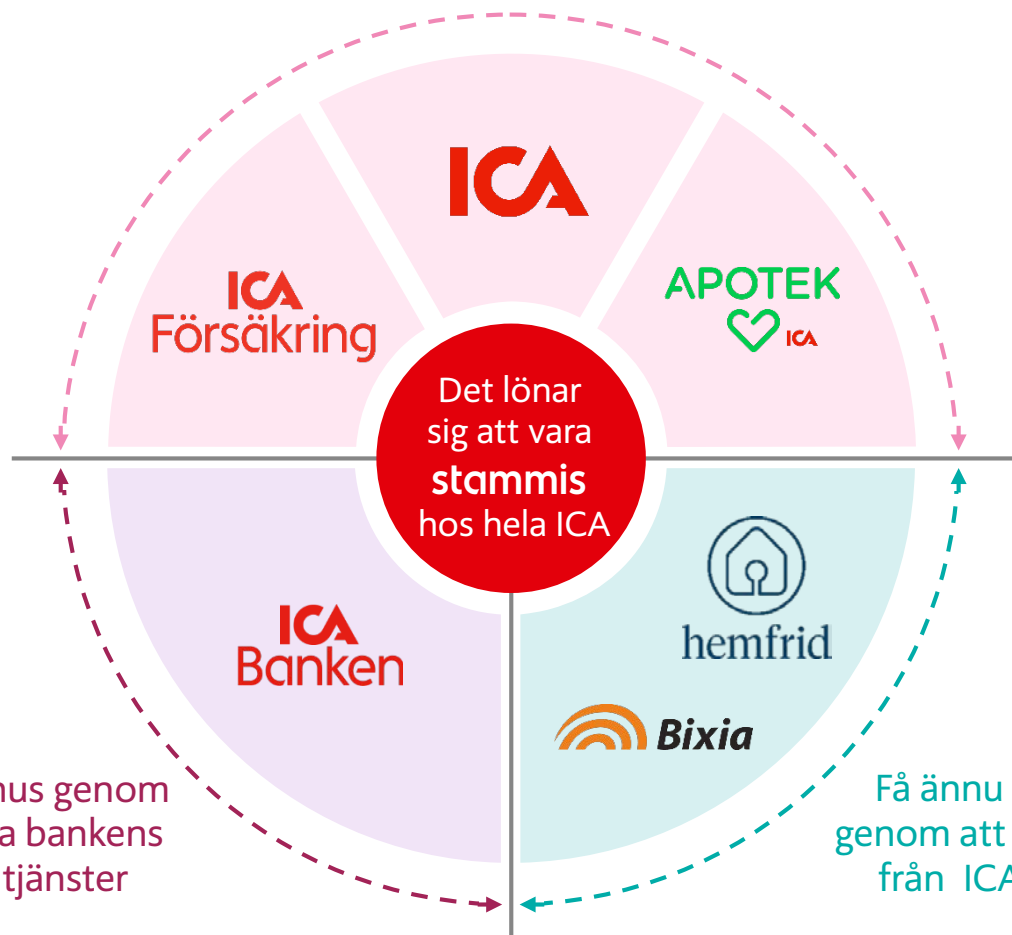 ICA
ICA
Försäkring
APOTEK
ICA
Det lönar
sig att vara
stammis
hos hela ICA
ICA
Banken
hemfrid
Bixia
genom
bankens
tjänster
Få ännu
genom att
från ICA